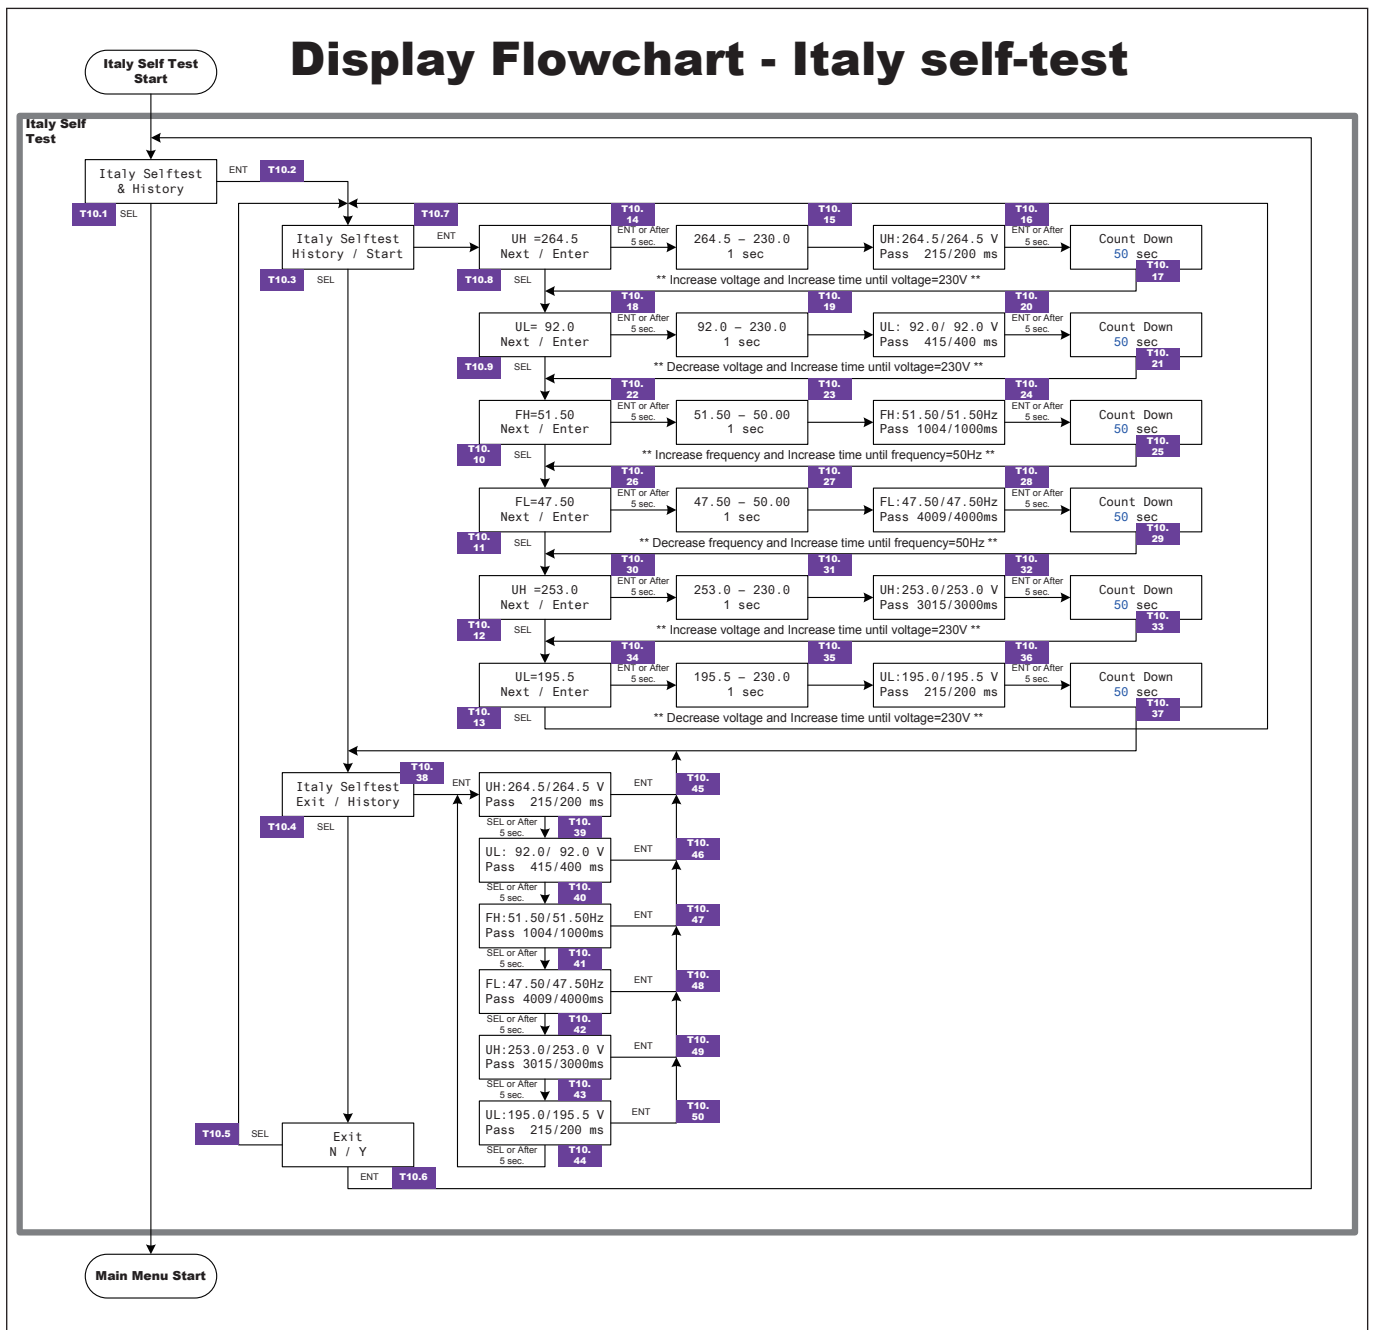 Display Flowchart - Italy self-test
Italy Self Test
Start
Italy Self
Test
Italy Selftest
& History
ENT
T10.2
T10.1
SEL
Italy Selftest
History / Start
T10.7
ENT
T10.3
SEL
UH =264.5
Next / Enter
T10.
14
ENT or After
5 sec.
264.5 – 230.0
1 sec
T10.
15
UH:264.5/264.5 V
Pass 215/200 ms
T10.
16
ENT or After
5 sec.
Count Down
50 sec
T10.
17
T10.8
SEL
** Increase voltage and Increase time until voltage=230V **
UL= 92.0
Next / Enter
T10.
18
ENT or After
5 sec.
92.0 – 230.0
1 sec
T10.
19
UL: 92.0/ 92.0 V
Pass 415/400 ms
T10.
20
ENT or After
5 sec.
Count Down
50 sec
T10.
21
T10.9
SEL
** Decrease voltage and Increase time until voltage=230V **
FH=51.50
Next / Enter
T10.
22
ENT or After
5 sec.
51.50 – 50.00
1 sec
T10.
23
FH:51.50/51.50Hz
Pass 1004/1000ms
T10.
24
ENT or After
5 sec.
Count Down
50 sec
T10.
25
T10.
10
SEL
** Increase frequency and Increase time until frequency=50Hz **
FL=47.50
Next / Enter
T10.
26
ENT or After
5 sec.
47.50 – 50.00
1 sec
T10.
27
FL:47.50/47.50Hz
Pass 4009/4000ms
T10.
28
ENT or After
5 sec.
Count Down
50 sec
T10.
29
T10.
11
SEL
** Decrease frequency and Increase time until frequency=50Hz **
UH =253.0
Next / Enter
T10.
30
ENT or After
5 sec.
253.0 – 230.0
1 sec
T10.
31
UH:253.0/253.0 V
Pass 3015/3000ms
T10.
32
ENT or After
5 sec.
Count Down
50 sec
T10.
33
T10.
12
SEL
** Increase voltage and Increase time until voltage=230V **
UL=195.5
Next / Enter
T10.
34
ENT or After
5 sec.
195.5 – 230.0
1 sec
T10.
35
UL:195.0/195.5 V
Pass 215/200 ms
T10.
36
ENT or After
5 sec.
Count Down
50 sec
T10.
37
T10.
13
SEL
** Decrease voltage and Increase time until voltage=230V **
Italy Selftest
Exit / History
T10.
38
ENT
T10.4
SEL
UH:264.5/264.5 V
Pass 215/200 ms
ENT
T10.
45
SEL or After
5 sec.
T10.
39
UL: 92.0/ 92.0 V
Pass 415/400 ms
ENT
T10.
46
SEL or After
5 sec.
T10.
40
FH:51.50/51.50Hz
Pass 1004/1000ms
ENT
T10.
47
SEL or After
5 sec.
T10.
41
FL:47.50/47.50Hz
Pass 4009/4000ms
ENT
T10.
48
SEL or After
5 sec.
T10.
42
UH:253.0/253.0 V
Pass 3015/3000ms
ENT
T10.
49
SEL or After
5 sec.
T10.
43
UL:195.0/195.5 V
Pass 215/200 ms
ENT
T10.
50
SEL or After
5 sec.
T10.
44
T10.5
SEL
Exit
N / Y
ENT
T10.6
Main Menu Start